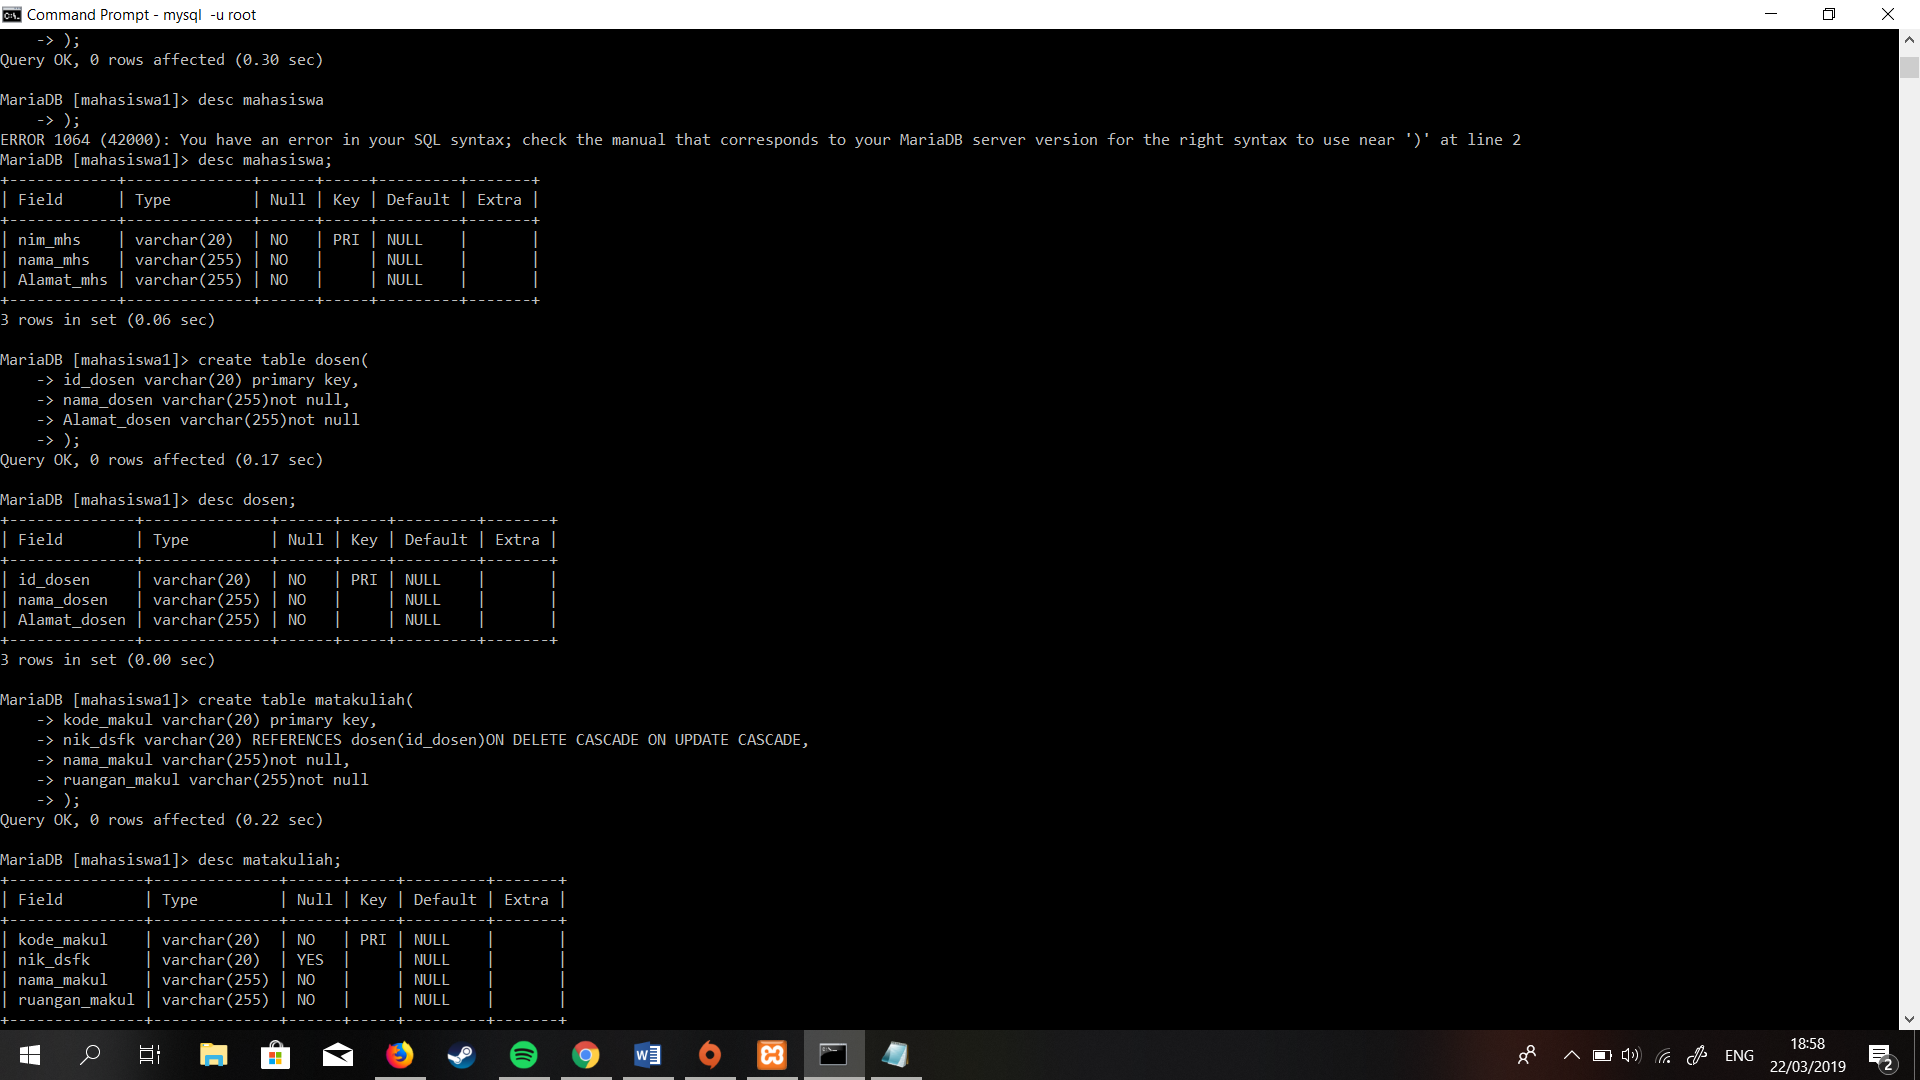 Command Prompt - mysql  -u root
    -> );
Query OK, 0 rows affected (0.30 sec)

MariaDB [mahasiswa1]> desc mahasiswa
    -> );
ERROR 1064 (42000): You have an error in your SQL syntax; check the manual that corresponds to your MariaDB server version for the right syntax to use near ')' at line 2
MariaDB [mahasiswa1]> desc mahasiswa;
+------------+--------------+------+-----+---------+-------+
| Field      | Type         | Null | Key | Default | Extra |
+------------+--------------+------+-----+---------+-------+
| nim_mhs    | varchar(20)  | NO   | PRI | NULL    |       |
| nama_mhs   | varchar(255) | NO   |     | NULL    |       |
| Alamat_mhs | varchar(255) | NO   |     | NULL    |       |
+------------+--------------+------+-----+---------+-------+
3 rows in set (0.06 sec)

MariaDB [mahasiswa1]> create table dosen(
    -> id_dosen varchar(20) primary key,
    -> nama_dosen varchar(255)not null,
    -> Alamat_dosen varchar(255)not null
    -> );
Query OK, 0 rows affected (0.17 sec)

MariaDB [mahasiswa1]> desc dosen;
+--------------+--------------+------+-----+---------+-------+
| Field        | Type         | Null | Key | Default | Extra |
+--------------+--------------+------+-----+---------+-------+
| id_dosen     | varchar(20)  | NO   | PRI | NULL    |       |
| nama_dosen   | varchar(255) | NO   |     | NULL    |       |
| Alamat_dosen | varchar(255) | NO   |     | NULL    |       |
+--------------+--------------+------+-----+---------+-------+
3 rows in set (0.00 sec)

MariaDB [mahasiswa1]> create table matakuliah(
    -> kode_makul varchar(20) primary key,
    -> nik_dsfk varchar(20) REFERENCES dosen(id_dosen)ON DELETE CASCADE ON UPDATE CASCADE,
    -> nama_makul varchar(255)not null,
    -> ruangan_makul varchar(255)not null
    -> );
Query OK, 0 rows affected (0.22 sec)

MariaDB [mahasiswa1]> desc matakuliah;
+---------------+--------------+------+-----+---------+-------+
| Field         | Type         | Null | Key | Default | Extra |
+---------------+--------------+------+-----+---------+-------+
| kode_makul    | varchar(20)  | NO   | PRI | NULL    |       |
| nik_dsfk      | varchar(20)  | YES  |     | NULL    |       |
| nama_makul    | varchar(255) | NO   |     | NULL    |       |
| ruangan_makul | varchar(255) | NO   |     | NULL    |       |
+---------------+--------------+------+-----+---------+-------+
ENG
18:58
22/03/2019
2